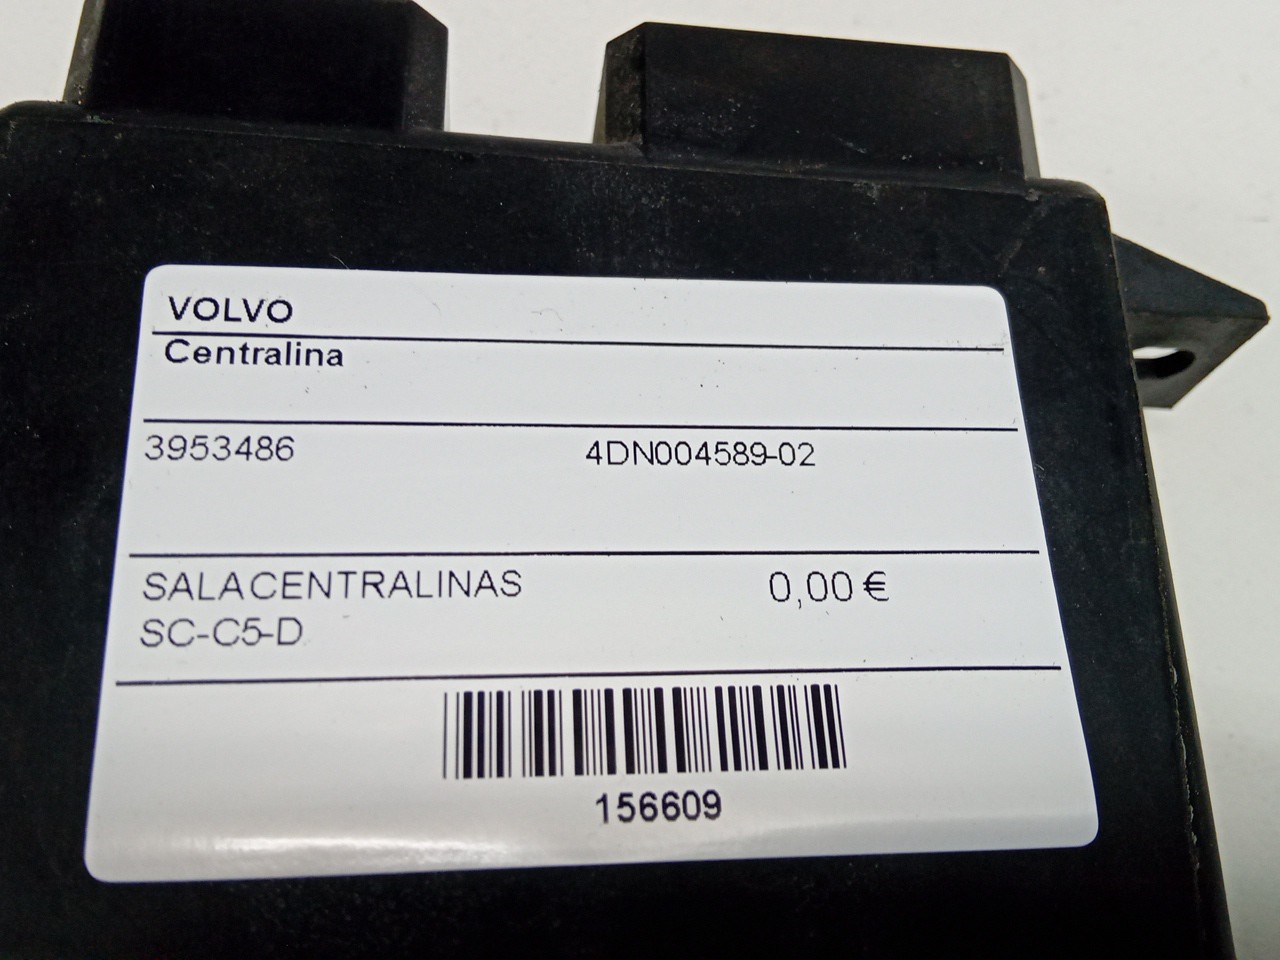 VOLVO
Centralina
3953486 4DN004589-02
SALACENTRALINAS 0,00 €
SC-C5-D
156609